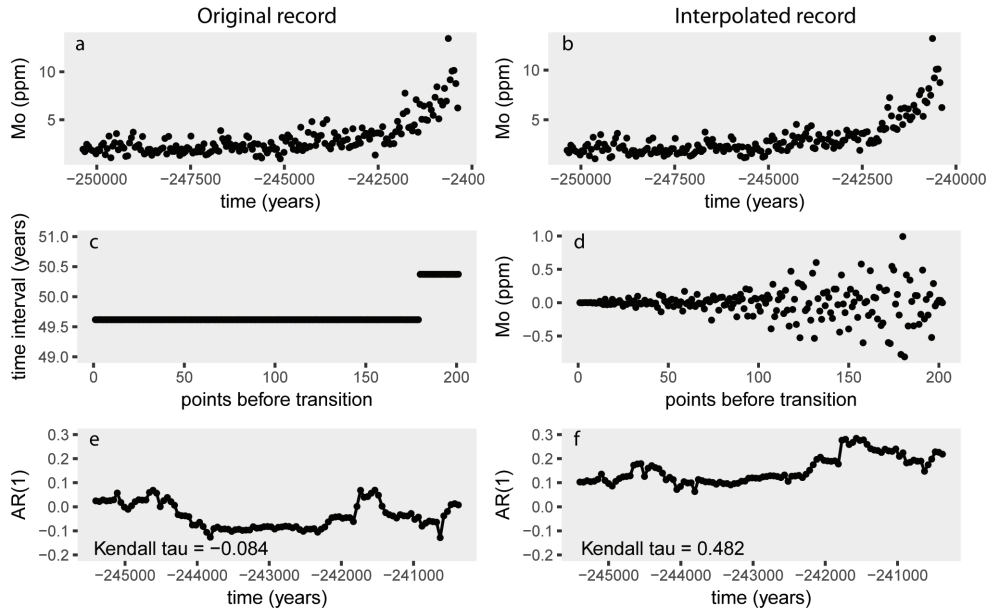 Original record
Interpolated record
a
Mo (ppm)
10
5
−250000 −247500 −245000 −242500 −2400
time (years)
b
Mo (ppm)
10
5
−250000 −247500 −245000 −242500 −240000
time (years)
c
time interval (years)
51.0
50.5
50.0
49.5
49.0
0 50 100 150 200
points before transition
d
Mo (ppm)
1.0
0.5
0.0
−0.5
0 50 100 150 200
points before transition
e
AR(1)
0.3
0.2
0.1
0.0
−0.1
−0.2
Kendall tau = −0.084
−245000 −244000 −243000 −242000 −241000
time (years)
f
AR(1)
0.3
0.2
0.1
0.0
−0.1
−0.2
Kendall tau = 0.482
−245000 −244000 −243000 −242000 −241000
time (years)